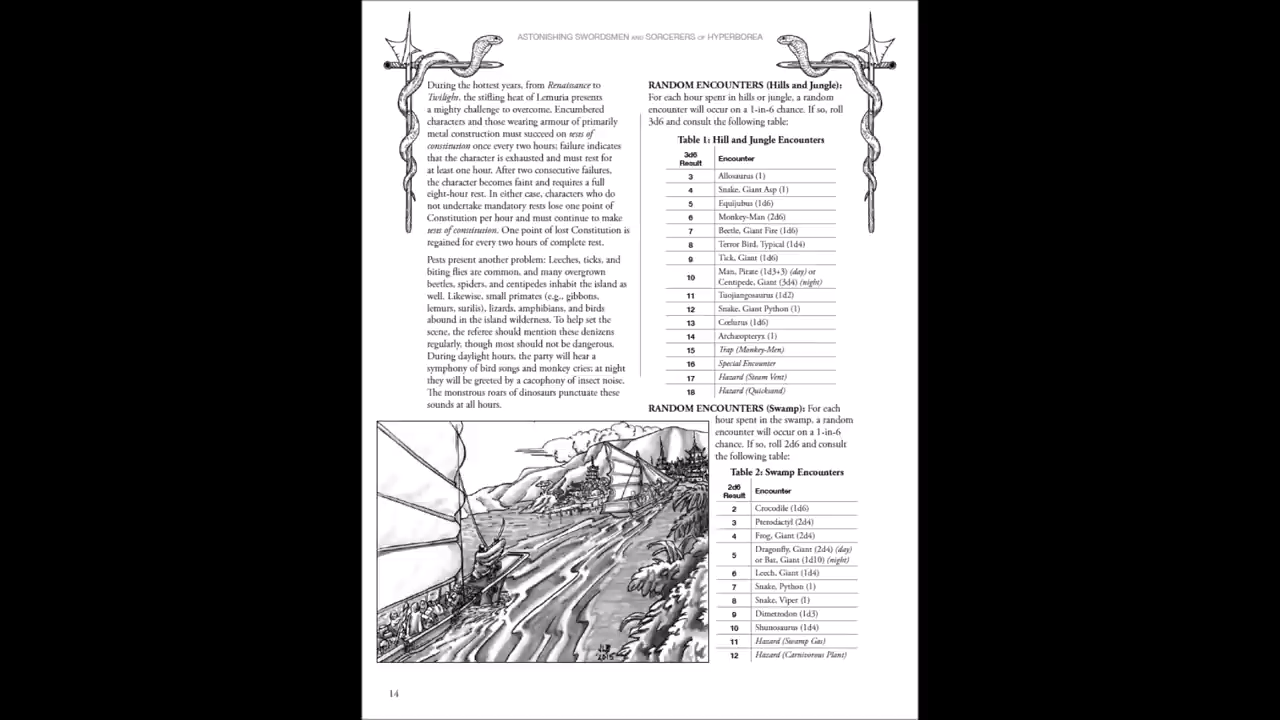 ASTONISHING SWORDSMEN AND SORCERERS OF HYPERBOREA
During the hottest years, from Renaissance to
Twilight, the stifling heat of Lemuria presents
a mighty challenge to overcome. Encumbered
characters and those wearing armour of primarily
metal construction must succeed on tests of
constitution once every two hours; failure indicates
that the character is exhausted and must rest for
at least one hour. After two consecutive failures,
the character becomes faint and requires a full
eight-hour rest. In either case, characters who do
not undertake mandatory rests lose one point of
Constitution per hour and must continue to make
tests of constitution. One point of lost Constitution is
regained for every two hours of complete rest.
Pests present another problem: Leeches, ticks, and
biting flies are common, and many overgrown
beetles, spiders, and centipedes inhabit the island as
well. Likewise, small primates (e.g., gibbons,
lemurs, surilis), lizards, amphibians, and birds
abound in the island wilderness. To help set the
scene, the referee should mention these denizens
regularly, though most should not be dangerous.
During daylight hours, the party will hear a
symphony of bird songs and monkey cries; at night
they will be greeted by a cacophony of insect noise.
The monstrous roars of dinosaurs punctuate these
sounds at all hours.
RANDOM ENCOUNTERS (Hills and Jungle):
For each hour spent in hills or jungle, a random
encounter will occur on a 1-in-6 chance. If so, roll
3d6 and consult the following table:
Table 1: Hill and Jungle Encounters
3d6 Result Encounter
3 Allosaurus (1)
4 Snake, Giant Asp (1)
5 Equijubus (1d6)
6 Monkey-Man (2d6)
7 Beetle, Giant Fire (1d6)
8 Terror Bird, Typical (1d4)
9 Tick, Giant (1d6)
10 Man, Pirate (1d3+3) (day) or
Centipede, Giant (3d4) (night)
11 Tuojiangosaurus (1d2)
12 Snake, Giant Python (1)
13 Cœlurus (1d6)
14 Archæopteryx (1)
15 Trap (Monkey-Men)
16 Special Encounter
17 Hazard (Steam Vent)
18 Hazard (Quicksand)
RANDOM ENCOUNTERS (Swamp): For each
hour spent in the swamp, a random
encounter will occur on a 1-in-6
chance. If so, roll 2d6 and consult
the following table:
Table 2: Swamp Encounters
2d6 Result Encounter
2 Crocodile (1d6)
3 Pterodactyl (2d4)
4 Frog, Giant (2d4)
5 Dragonfly, Giant (2d4) (day)
or Bat, Giant (1d10) (night)
6 Leech, Giant (1d4)
7 Snake, Python (1)
8 Snake, Viper (1)
9 Dimetrodon (1d3)
10 Shunosaurus (1d4)
11 Hazard (Swamp Gas)
12 Hazard (Carnivorous Plant)
2015
14